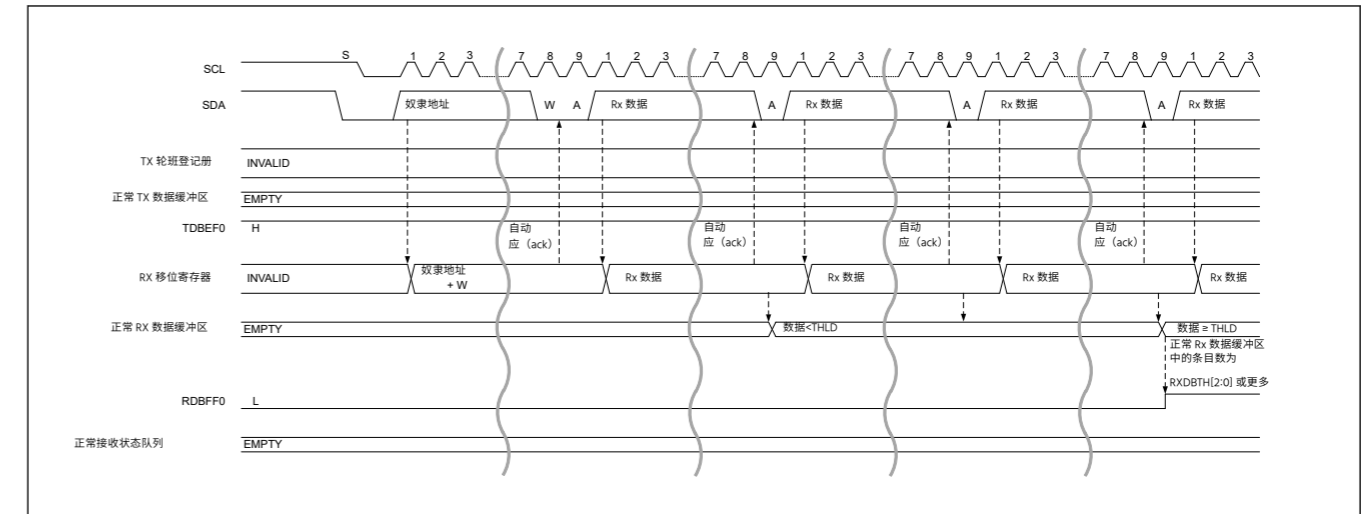 S 1 2 3 7 8 9 1 2 3 7 8 9 1 2 3 7 8 9 1 2 3 7 8 9 1 2 3
SCL
SDA 奴隶地址 W A Rx 数据 A Rx 数据 A Rx 数据 A Rx 数据
TX 轮班登记册 INVALID
正常 TX 数据缓冲区 EMPTY
TDBEF0 H 自动 自动 自动 自动
应（ack） 应（ack） 应（ack） 应（ack）
RX 移位寄存器 INVALID 奴隶地址 Rx 数据 Rx 数据 Rx 数据 Rx 数据
+ W
正常 RX 数据缓冲区 EMPTY 数据<THLD 数据 ≥ THLD
正常 Rx 数据缓冲区
中的条目数为
RXDBTH[2:0] 或更多
RDBFF0 L
正常接收状态队列 EMPTY